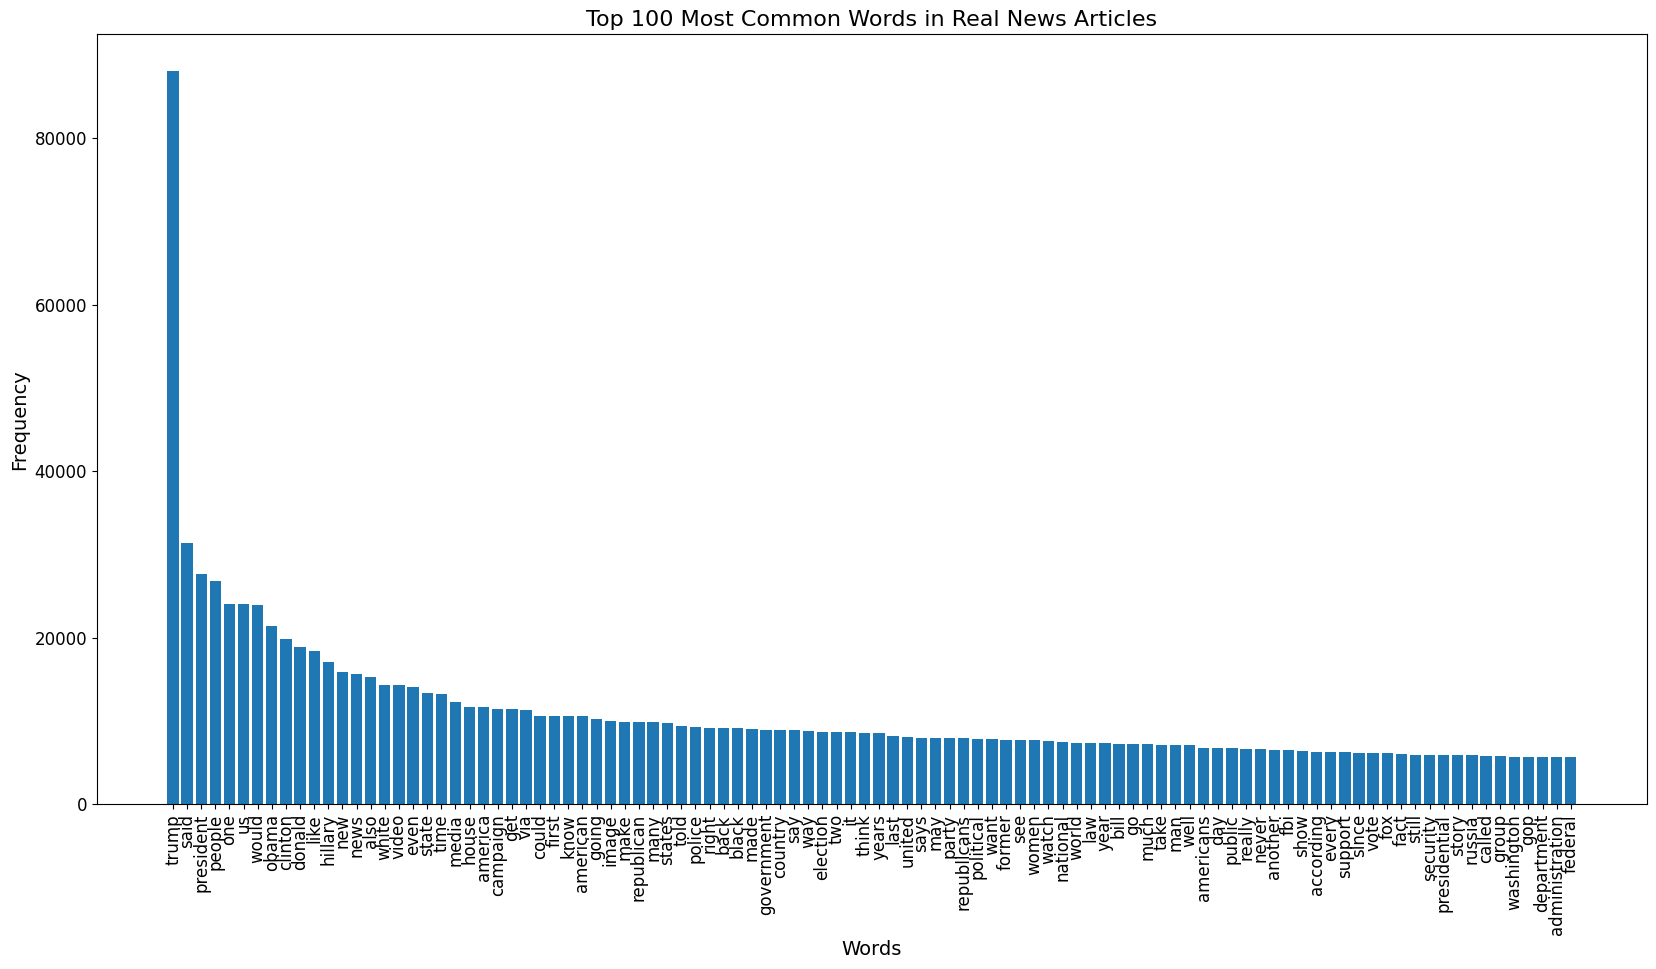 Top 100 Most Common Words in Real News Articles
Frequency
80000
60000
40000
20000
0
trump
said
president
people
one
us
would
obama
clinton
donald
like
hillary
new
news
also
white
video
even
state
time
media
house
america
campaign
get
via
could
first
know
american
going
image
make
republican
many
states
told
police
right
back
black
made
government
country
say
way
election
two
it
think
years
last
united
says
may
party
republicans
political
want
former
see
women
watch
national
world
law
year
bill
go
much
take
man
well
americans
day
public
really
never
another
fbi
show
according
every
support
since
vote
fox
fact
still
security
presidential
story
russia
called
group
washington
gop
department
administration
federal
Words